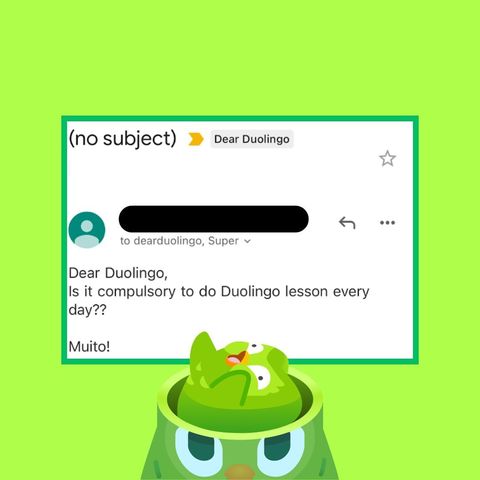 (no subject) Dear Duolingo
to dearduolingo, Super
Dear Duolingo,
Is it compulsory to do Duolingo lesson every
day??
Muito!